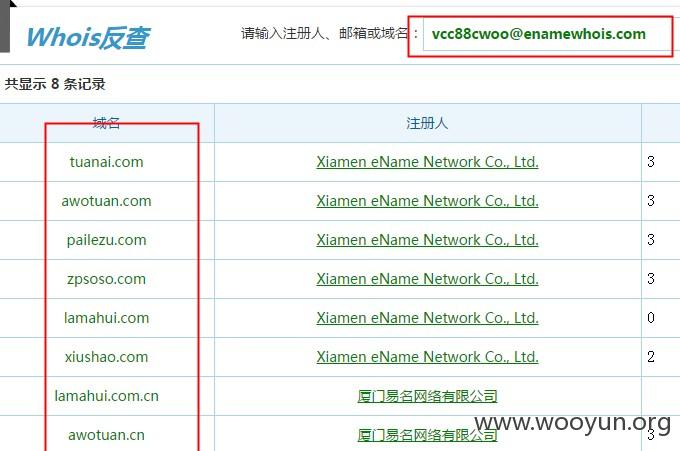 Whois反查
请输入注册人、邮箱或域名： vcc88cwoo@enamewhois.com
共显示 8 条记录
域名 注册人
tuanai.com Xiamen eName Network Co., Ltd. 3
awotuan.com Xiamen eName Network Co., Ltd. 3
pailezu.com Xiamen eName Network Co., Ltd. 3
zpsoso.com Xiamen eName Network Co., Ltd. 3
lamahui.com Xiamen eName Network Co., Ltd. 0
xiushao.com Xiamen eName Network Co., Ltd. 2
lamahui.com.cn 厦门易名网络有限公司
awotuan.cn 厦门易名网络有限公司 3
www.wooyun.org